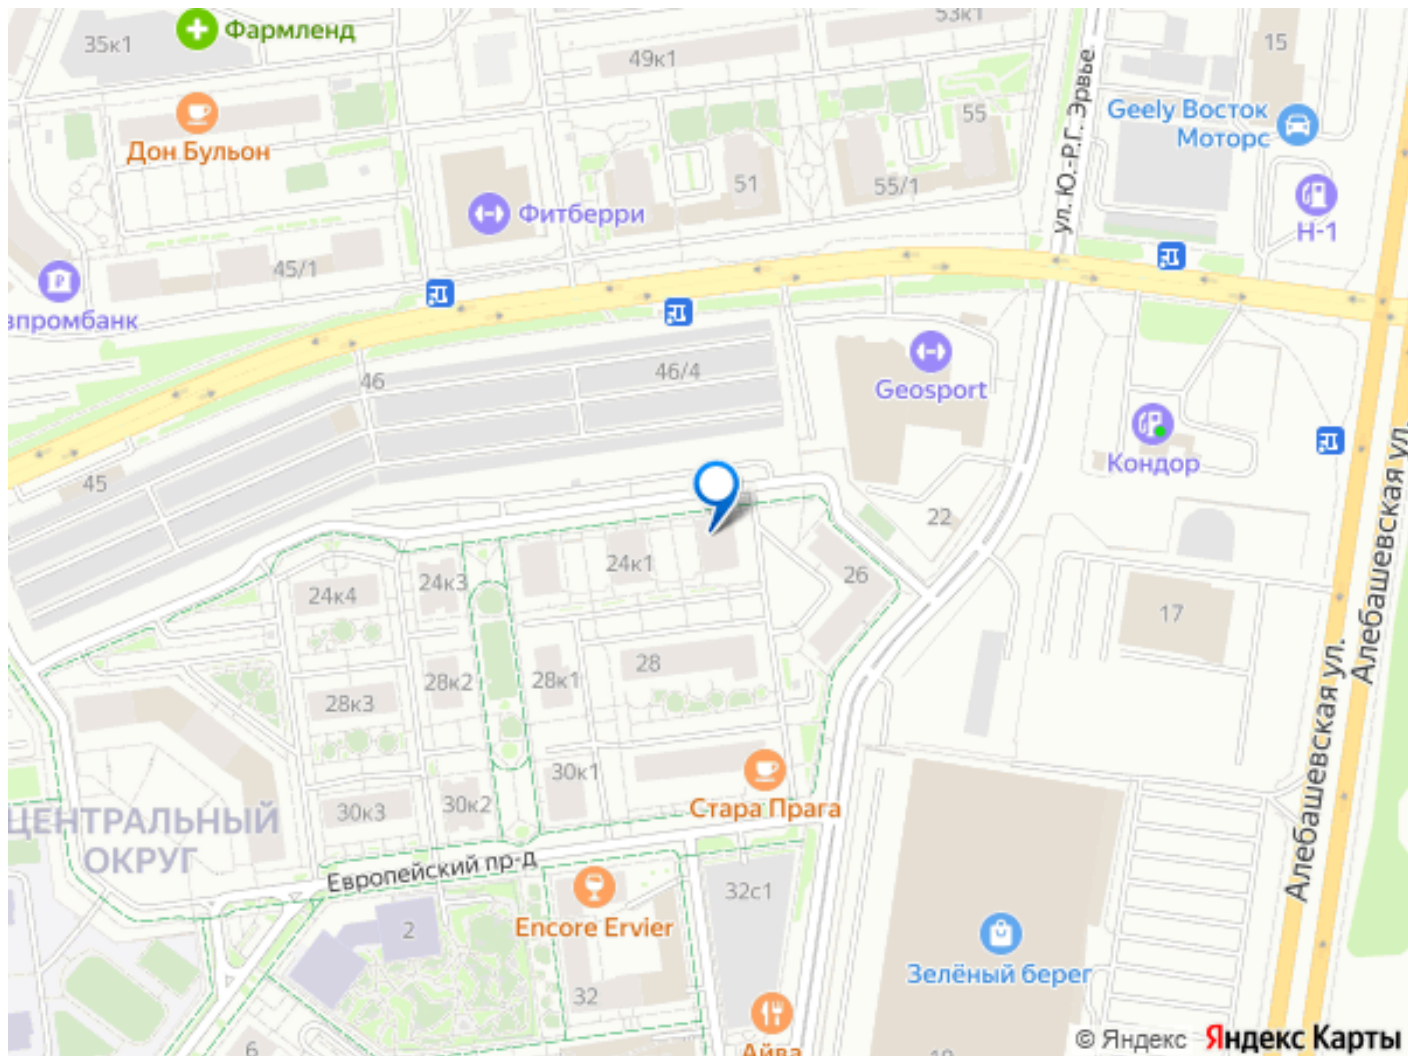 35к1
Фармленд
53к1
15
49к1
Geely Восток
Моторс
ул. Ю.-Р.Г. Эрвье
55
Дон Бульон
51
55/1
Фитберри
Н-1
45/1
зпромбанк
46
46/4
Geosport
Кондор
45
22
24к1
26
24к3
24к4
17
Алебашевская ул.
28
28к2
28к1
28к3
Алебашевская ул.
30к1
30к2
30к3
Стара Прага
ЦЕНТРАЛЬНЫЙ
ОКРУГ
Европейский пр-д
32с1
Encore Ervier
2
Зелёный берег
32
6
Айва
© Яндекс Яндекс Карты